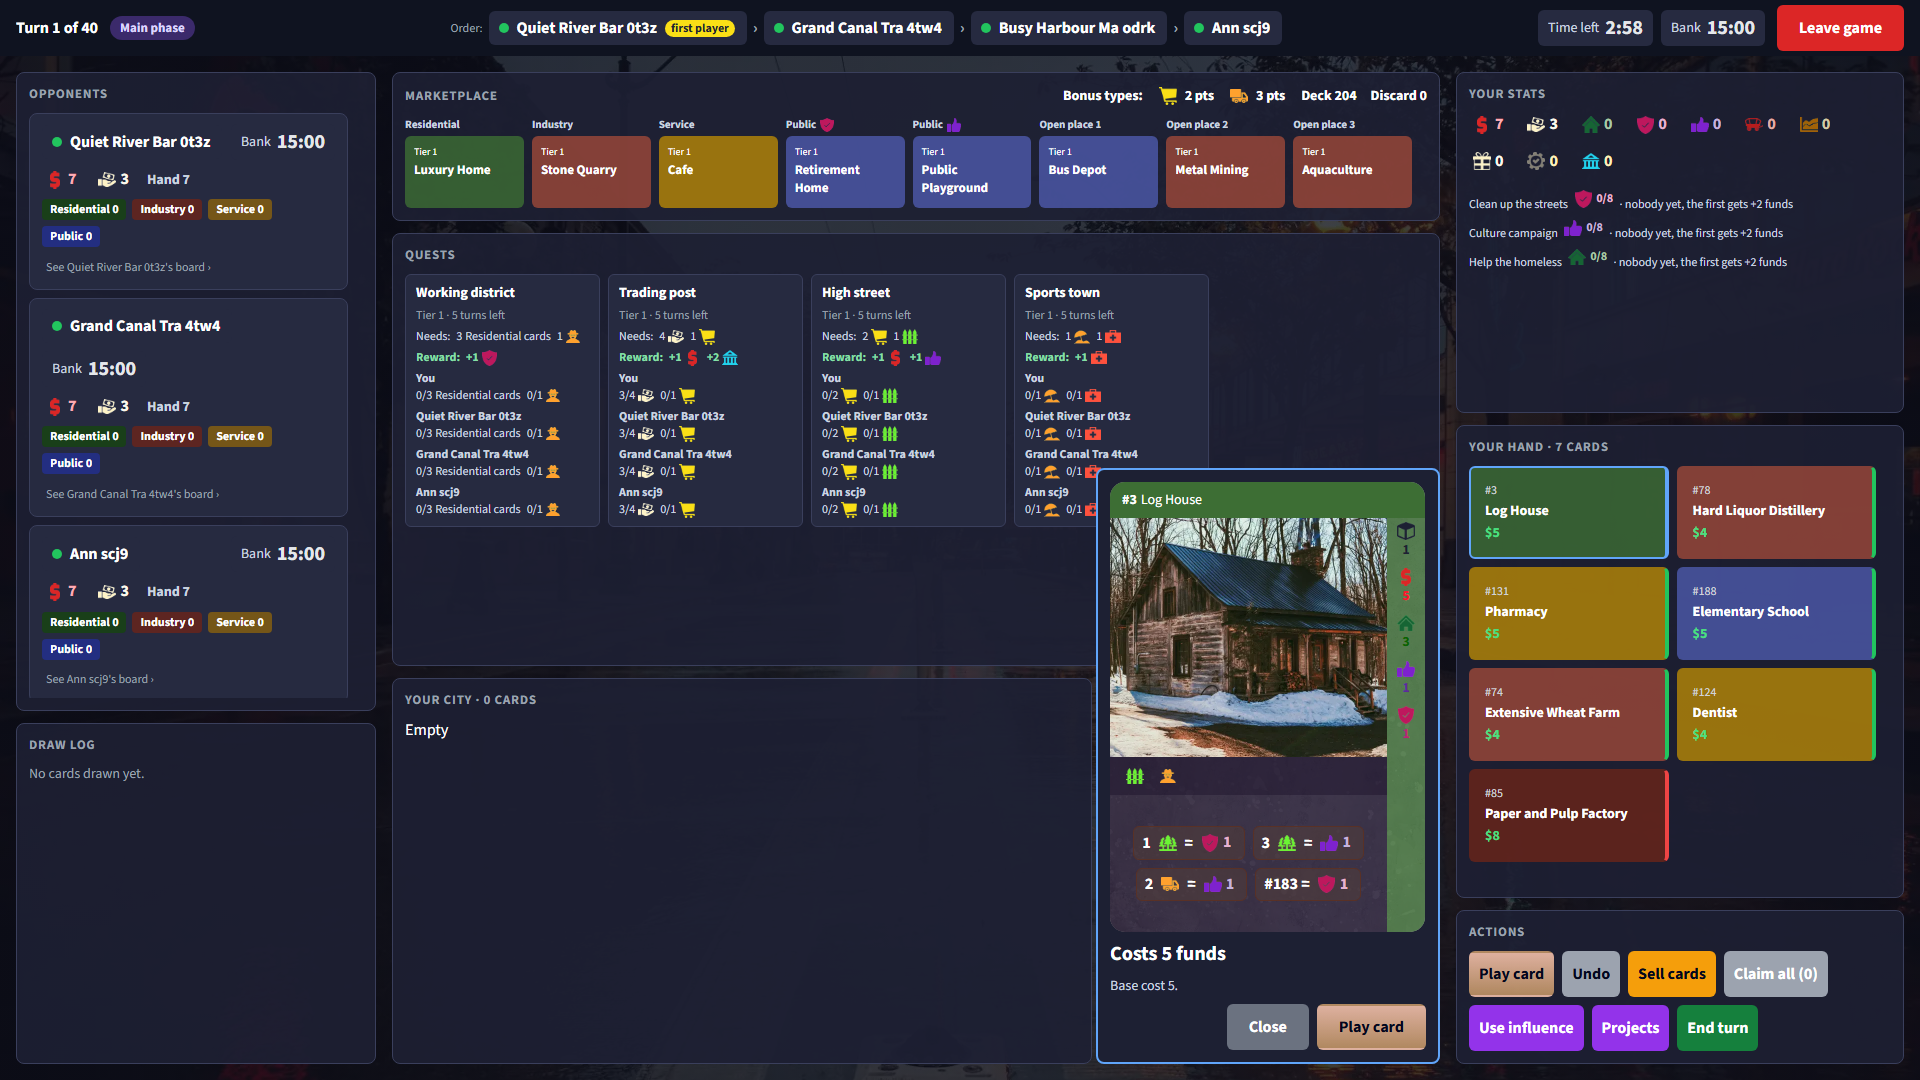 Turn 1 of 40
Main phase
Order:
Quiet River Bar 0t3z
first player
›
Grand Canal Tra 4tw4
›
Busy Harbour Ma odrk
›
Ann scj9
Time left 2:58
Bank 15:00
Leave game
OPPONENTS
Quiet River Bar 0t3z
Bank 15:00
7 3 Hand 7
Residential 0 Industry 0 Service 0
Public 0
See Quiet River Bar 0t3z's board ›
Grand Canal Tra 4tw4
Bank 15:00
7 3 Hand 7
Residential 0 Industry 0 Service 0
Public 0
See Grand Canal Tra 4tw4's board ›
Ann scj9
Bank 15:00
7 3 Hand 7
Residential 0 Industry 0 Service 0
Public 0
See Ann scj9's board ›
DRAW LOG
No cards drawn yet.
MARKETPLACE
Bonus types: 2 pts 3 pts Deck 204 Discard 0
Residential
Tier 1
Luxury Home
Industry
Tier 1
Stone Quarry
Service
Tier 1
Cafe
Public
Tier 1
Retirement
Home
Public
Tier 1
Public
Playground
Open place 1
Tier 1
Bus Depot
Open place 2
Tier 1
Metal Mining
Open place 3
Tier 1
Aquaculture
QUESTS
Working district
Tier 1 · 5 turns left
Needs: 3 Residential cards 1
Reward: +1
You
0/3 Residential cards 0/1
Quiet River Bar 0t3z
0/3 Residential cards 0/1
Grand Canal Tra 4tw4
0/3 Residential cards 0/1
Ann scj9
0/3 Residential cards 0/1
Trading post
Tier 1 · 5 turns left
Needs: 4 1
Reward: +1 +2
You
3/4 0/1
Quiet River Bar 0t3z
3/4 0/1
Grand Canal Tra 4tw4
3/4 0/1
Ann scj9
3/4 0/1
High street
Tier 1 · 5 turns left
Needs: 2 1
Reward: +1 +1
You
0/2 0/1
Quiet River Bar 0t3z
0/2 0/1
Grand Canal Tra 4tw4
0/2 0/1
Ann scj9
0/2 0/1
Sports town
Tier 1 · 5 turns left
Needs: 1 1
Reward: +1
You
0/1 0/1
Quiet River Bar 0t3z
0/1 0/1
Grand Canal Tra 4tw4
0/1 0/1
Ann scj9
0/1 0/1
YOUR CITY · 0 CARDS
Empty
#3 Log House
1
$
5
3
1
1
1 = 1 3 = 1
2 = 1 #183 = 1
Costs 5 funds
Base cost 5.
Close
Play card
YOUR STATS
7 3 0 0 0 0 0
0 0 0
Clean up the streets 0/8 · nobody yet, the first gets +2 funds
Culture campaign 0/8 · nobody yet, the first gets +2 funds
Help the homeless 0/8 · nobody yet, the first gets +2 funds
YOUR HAND · 7 CARDS
#3
Log House
$5
#78
Hard Liquor Distillery
$4
#131
Pharmacy
$5
#188
Elementary School
$5
#74
Extensive Wheat Farm
$4
#124
Dentist
$4
#85
Paper and Pulp Factory
$8
ACTIONS
Play card
Undo
Sell cards
Claim all (0)
Use influence
Projects
End turn